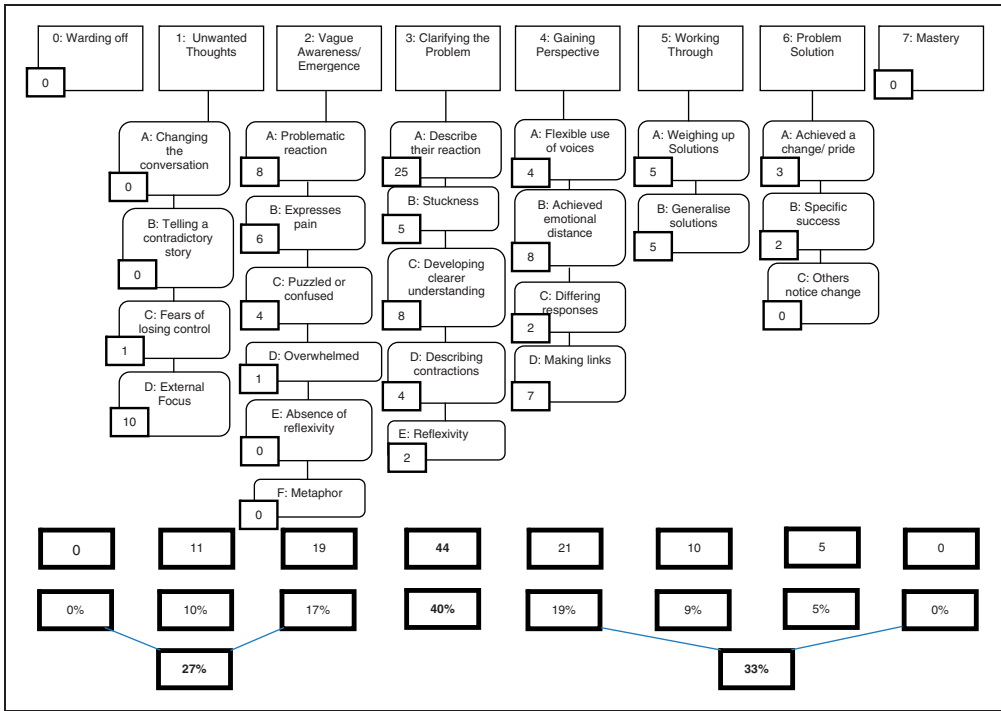 0: Warding off
0
1: Unwanted
Thoughts
A: Changing
the
conversation
0
B: Telling a
contradictory
story
0
C: Fears of
losing control
1
D: External
Focus
10
2: Vague
Awareness/
Emergence
A: Problematic
reaction
8
B: Expresses
pain
6
C: Puzzled or
confused
4
D: Overwhelmed
1
E: Absence of
reflexivity
0
F: Metaphor
0
3: Clarifying the
Problem
A: Describe
their reaction
25
B: Stuckness
5
C: Developing
clearer
understanding
8
D: Describing
contractions
4
E: Reflexivity
2
4: Gaining
Perspective
A: Flexible use
of voices
4
B: Achieved
emotional
distance
8
C: Differing
responses
2
D: Making links
7
5: Working
Through
A: Weighing up
Solutions
5
B: Generalise
solutions
5
6: Problem
Solution
A: Achieved a
change/ pride
3
B: Specific
success
2
C: Others
notice change
0
7: Mastery
0
0 11 19 44 21 10 5 0
0% 10% 17% 40% 19% 9% 5% 0%
27% 33%